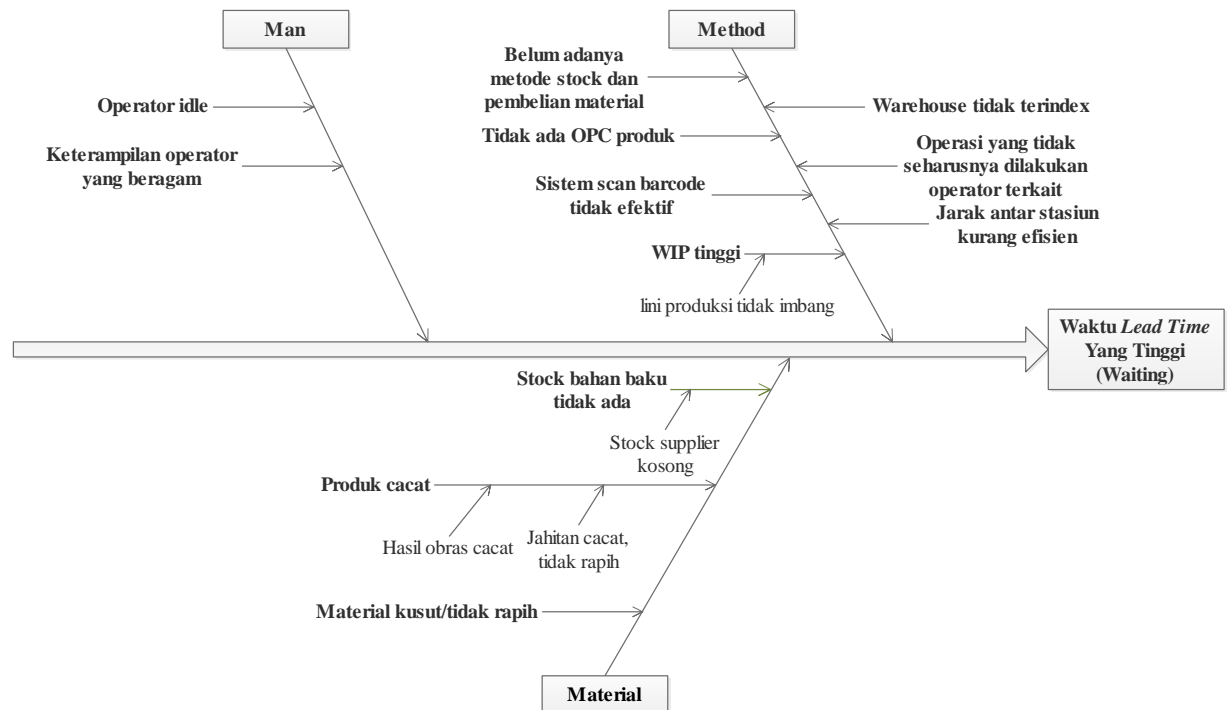 Man
Method
Operator idle
Keterampilan operator
yang beragam
Belum adanya
metode stock dan
pembelian material
Warehouse tidak terindex
Tidak ada OPC produk
Operasi yang tidak
seharusnya dilakukan
operator terkait
Sistem scan barcode
tidak efektif
Jarak antar stasiun
kurang efisien
WIP tinggi
lini produksi tidak imbang
Waktu Lead Time
Yang Tinggi
(Waiting)
Stock bahan baku
tidak ada
Stock supplier
kosong
Produk cacat
Hasil obras cacat
Jahitan cacat,
tidak rapih
Material kusut/tidak rapih
Material